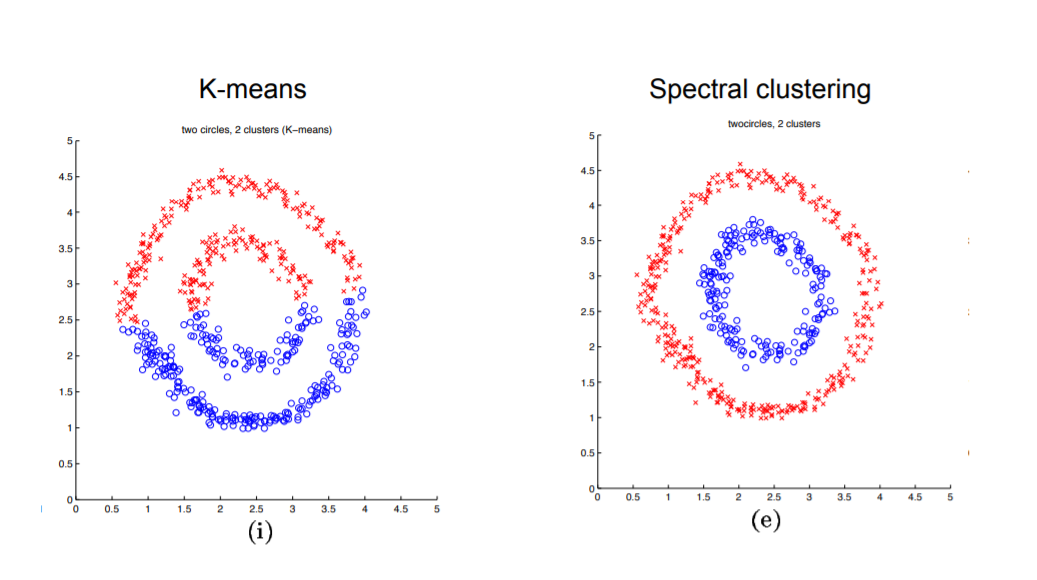 K-means
two circles, 2 clusters (K−means)
5
4.5
4
3.5
3
2.5
2
1.5
1
0.5
0
0 0.5 1 1.5 2 2.5 3 3.5 4 4.5 5
(i)
Spectral clustering
twocircles, 2 clusters
5
4.5
4
3.5
3
2.5
2
1.5
1
0.5
0
0 0.5 1 1.5 2 2.5 3 3.5 4 4.5 5
(e)